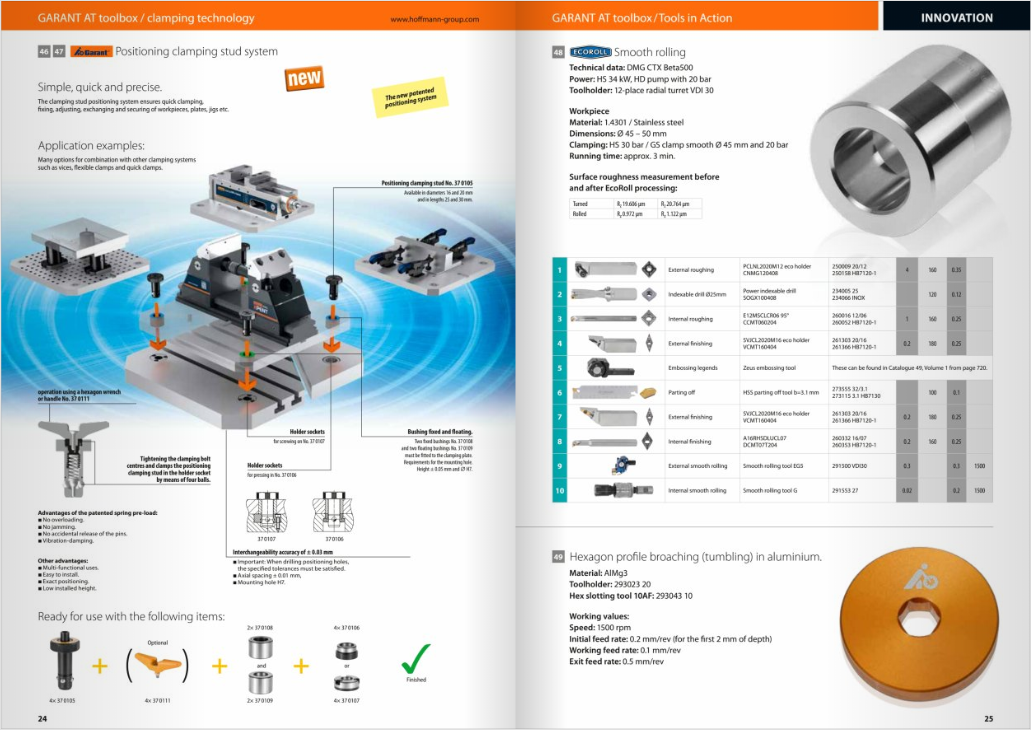 GARANT AT toolbox / clamping technology
www.hoffmann-group.com
46 47 Garant Positioning clamping stud system
Simple, quick and precise.
The clamping stud positioning system ensures quick clamping,
fixing, adjusting, exchanging and securing of workpieces, plates, jigs etc.
new
The new patented
positioning system
Application examples:
Many options for combination with other clamping systems
such as vices, flexible clamps and quick clamps.
Positioning clamping stud No. 37 0105
Available in diameters 16 and 20 mm
and in lengths 25 and 30 mm.
operation using a hexagon wrench
or handle No. 37 0111
Tightening the clamping bolt
centres and clamps the positioning
clamping stud in the holder socket
by means of four balls.
Holder sockets
for screwing on No. 37 0107
Holder sockets
for pressing in No. 37 0106
Bushing fixed and floating.
Two fixed bushings No. 37 0108
and two floating bushings No. 37 0109
must be fitted to the clamping plate.
Requirements for the mounting hole:
Height ± 0.05 mm and Ø H7.
37 0107
37 0106
Advantages of the patented spring pre-load:
■ No overloading.
■ No jamming.
■ No accidental release of the pins.
■ Vibration-damping.
Other advantages:
■ Multi-functional uses.
■ Easy to install.
■ Exact positioning.
■ Low installed height.
Interchangeability accuracy of ± 0.03 mm
■ Important: When drilling positioning holes,
the specified tolerances must be satisfied.
■ Axial spacing ± 0.01 mm,
■ Mounting hole H7.
Ready for use with the following items:
4× 37 0105
+
Optional
4× 37 0111
+
2× 37 0108
and
2× 37 0109
+
4× 37 0106
or
4× 37 0107
Finished
24
GARANT AT toolbox / Tools in Action
INNOVATION
48 ECOROLL Smooth rolling
Technical data: DMG CTX Beta500
Power: HS 34 kW, HD pump with 20 bar
Toolholder: 12-place radial turret VDI 30
Workpiece
Material: 1.4301 / Stainless steel
Dimensions: Ø 45 – 50 mm
Clamping: HS 30 bar / GS clamp smooth Ø 45 mm and 20 bar
Running time: approx. 3 min.
Surface roughness measurement before
and after EcoRoll processing:
Turned Rz 19.606 µm Rz 20.764 µm
Rolled Rz 0.972 µm Rz 1.122 µm
1 External roughing PCLNL2020M12 eco holder CNMG120408 250009 20/12 250158 HB7120-1 4 160 0.35
2 Indexable drill Ø25mm Power indexable drill SOGX100408 234005 25 234066 INOX 120 0.12
3 Internal roughing E12MSCLCR06 95° CCMT060204 260016 12/06 260052 HB7120-1 1 160 0.25
4 External finishing SVJCL2020M16 eco holder VCMT160404 261303 20/16 261366 HB7120-1 0.2 180 0.25
5 Embossing legends Zeus embossing tool These can be found in Catalogue 49, Volume 1 from page 720.
6 Parting off HSS parting off tool b=3.1 mm 273555 32/3.1 273115 3.1 HB7130 100 0.1
7 External finishing SVJCL2020M16 eco holder VCMT160404 261303 20/16 261366 HB7120-1 0.2 180 0.25
8 Internal finishing A16RHSDLUCL07 DCMT07T204 260332 16/07 260353 HB7120-1 0.2 160 0.25
9 External smooth rolling Smooth rolling tool EG5 291500 VDI30 0.3 0.3 1500
10 Internal smooth rolling Smooth rolling tool G 291553 27 0.02 0.2 1500
49 Hexagon profile broaching (tumbling) in aluminium.
Material: AlMg3
Toolholder: 293023 20
Hex slotting tool 10AF: 293043 10
Working values:
Speed: 1500 rpm
Initial feed rate: 0.2 mm/rev (for the first 2 mm of depth)
Working feed rate: 0.1 mm/rev
Exit feed rate: 0.5 mm/rev
25